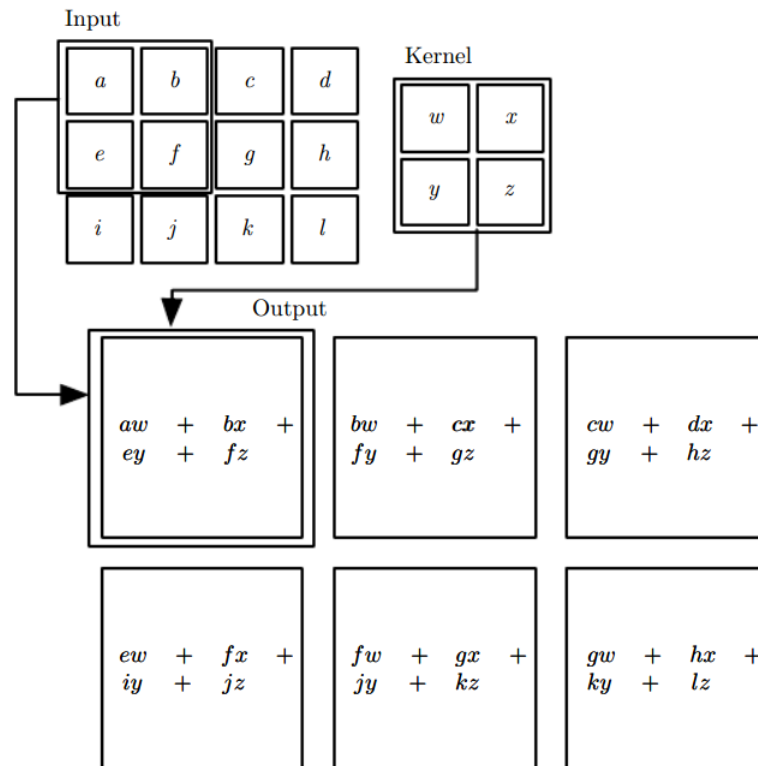 Input
a b c d
Kernel
w x
e f g h
y z
i j k l
Output
aw + bx +
ey + fz
bw + cx +
fy + gz
cw + dx +
gy + hz
ew + fx +
iy + jz
fw + gx +
jy + kz
gw + hx +
ky + lz